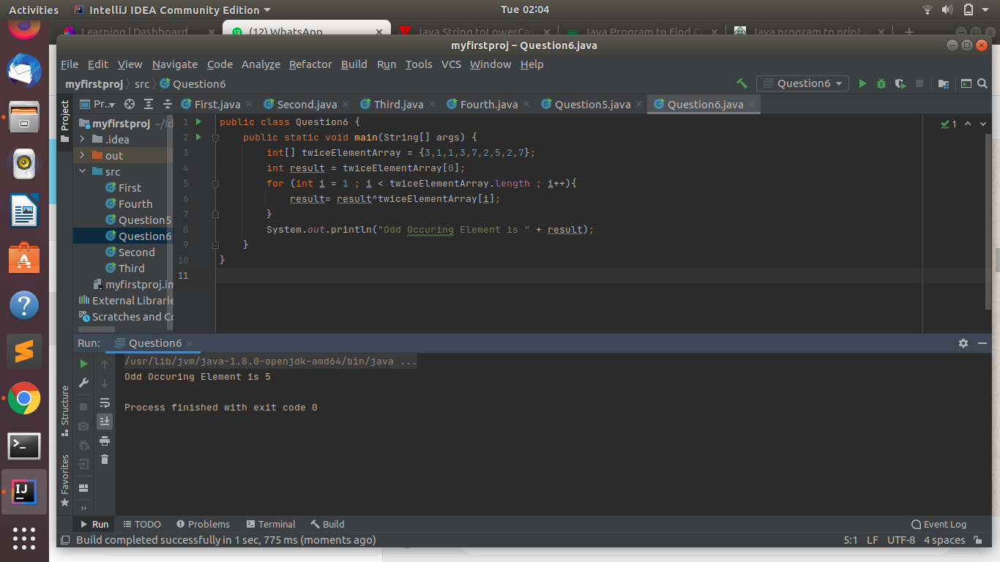 Activities IntelliJ IDEA Community Edition Tue 02:04
Learning | Dashboard (12) WhatsApp Java String toLowerCas Java Program to Find C Java program to print a
myfirstproj – Question6.java
File Edit View Navigate Code Analyze Refactor Build Run Tools VCS Window Help
myfirstproj src Question6 Question6
Project Pr... First.java Second.java Third.java Fourth.java Question5.java Question6.java
myfirstproj ~/Id
.idea
out
src
First
Fourth
Question5
Question6
Second
Third
myfirstproj.im
External Librarie
Scratches and Co
1 public class Question6 {
2 public static void main(String[] args) {
3 int[] twiceElementArray = {3,1,1,3,7,2,5,2,7};
4 int result = twiceElementArray[0];
5 for (int i = 1 ; i < twiceElementArray.length ; i++){
6 result= result^twiceElementArray[i];
7 }
8 System.out.println("Odd Occuring Element is " + result);
9 }
10 }
11
1
Run: Question6
/usr/lib/jvm/java-1.8.0-openjdk-amd64/bin/java ...
Odd Occuring Element is 5
Process finished with exit code 0
Structure
Favorites
Run TODO Problems Terminal Build Event Log
Build completed successfully in 1 sec, 775 ms (moments ago) 5:1 LF UTF-8 4 spaces